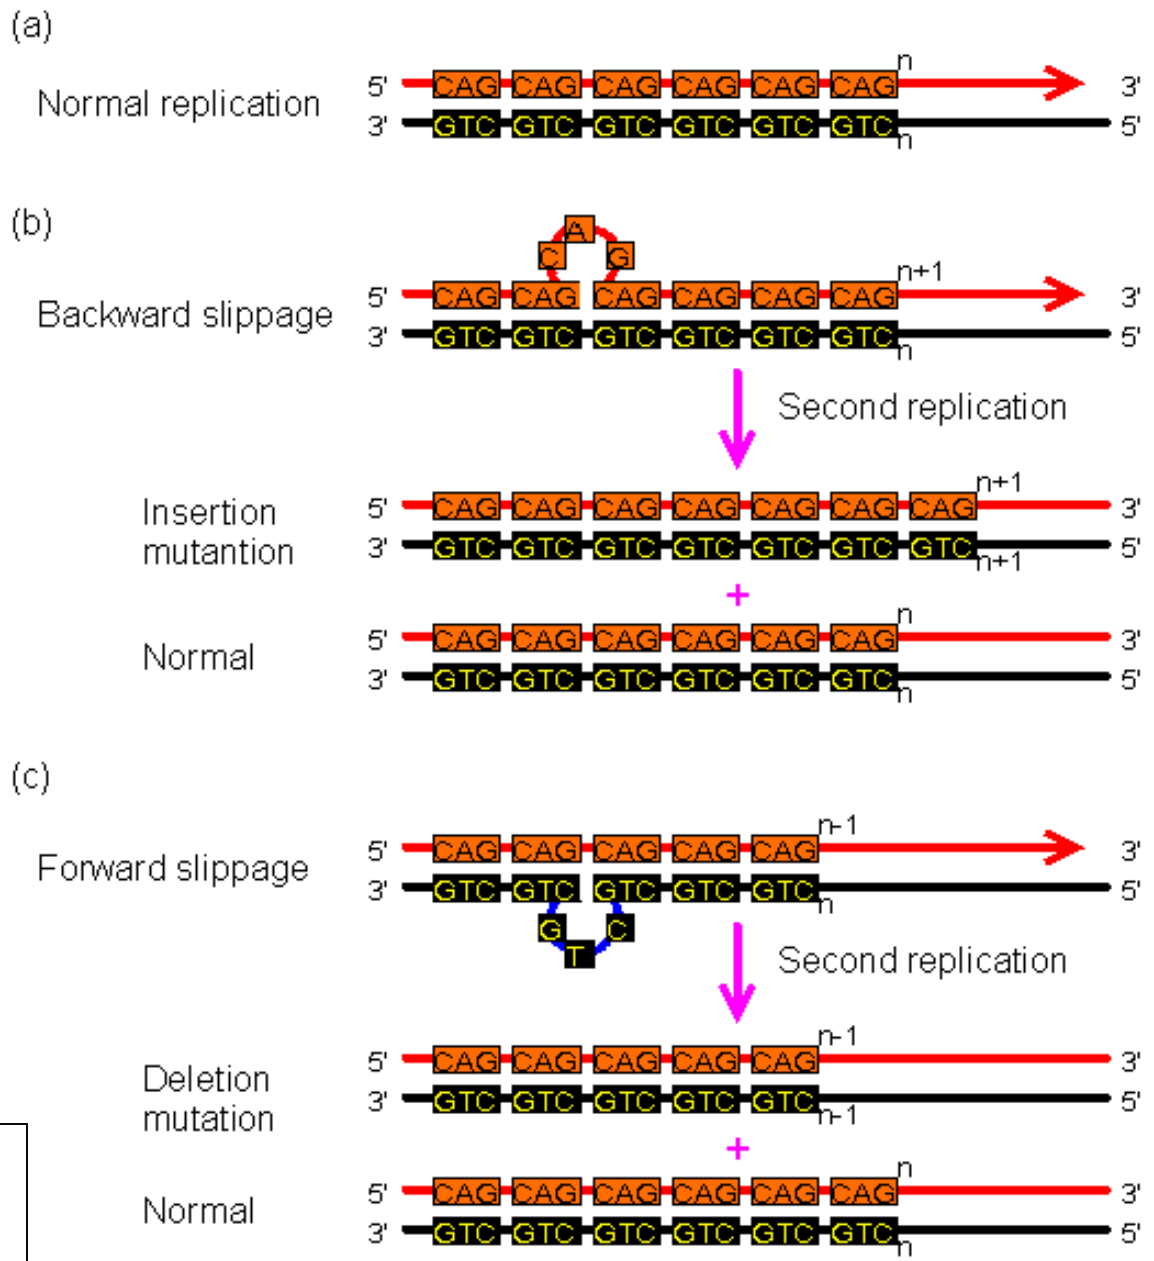 (a)
n
5' CAG CAG CAG CAG CAG CAG 3'
Normal replication
3' GTC GTC GTC GTC GTC GTC 5'
n
(b)
A
C G
n+1
5' CAG CAG CAG CAG CAG CAG 3'
Backward slippage
3' GTC GTC GTC GTC GTC GTC 5'
n
Second replication
n+1
5' CAG CAG CAG CAG CAG CAG CAG 3'
Insertion
mutantion
3' GTC GTC GTC GTC GTC GTC GTC 5'
n+1
+
n
5' CAG CAG CAG CAG CAG CAG 3'
Normal
3' GTC GTC GTC GTC GTC GTC 5'
n
(c)
n-1
5' CAG CAG CAG CAG CAG 3'
Forward slippage
3' GTC GTC GTC GTC GTC 5'
n
G C
T
Second replication
n-1
5' CAG CAG CAG CAG CAG 3'
Deletion
mutation
3' GTC GTC GTC GTC GTC 5'
n-1
+
n
5' CAG CAG CAG CAG CAG CAG 3'
Normal
3' GTC GTC GTC GTC GTC GTC 5'
n